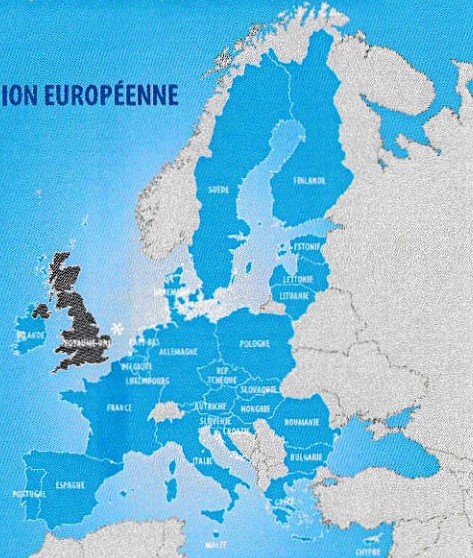 ION EUROPÉENNE
SUÈDE
FINLANDE
ESTONIE
LETTONIE
LITUANIE
DANEMARK
IRLANDE
ROYAUME-UNI
*
PAYS-BAS
BELGIQUE
LUXEMBOURG
ALLEMAGNE
POLOGNE
RÉP.
TCHÈQUE
SLOVAQUIE
FRANCE
AUTRICHE
HONGRIE
SLOVÉNIE
CROATIE
ROUMANIE
ITALIE
BULGARIE
PORTUGAL
ESPAGNE
GRÈCE
MALTE
CHYPRE